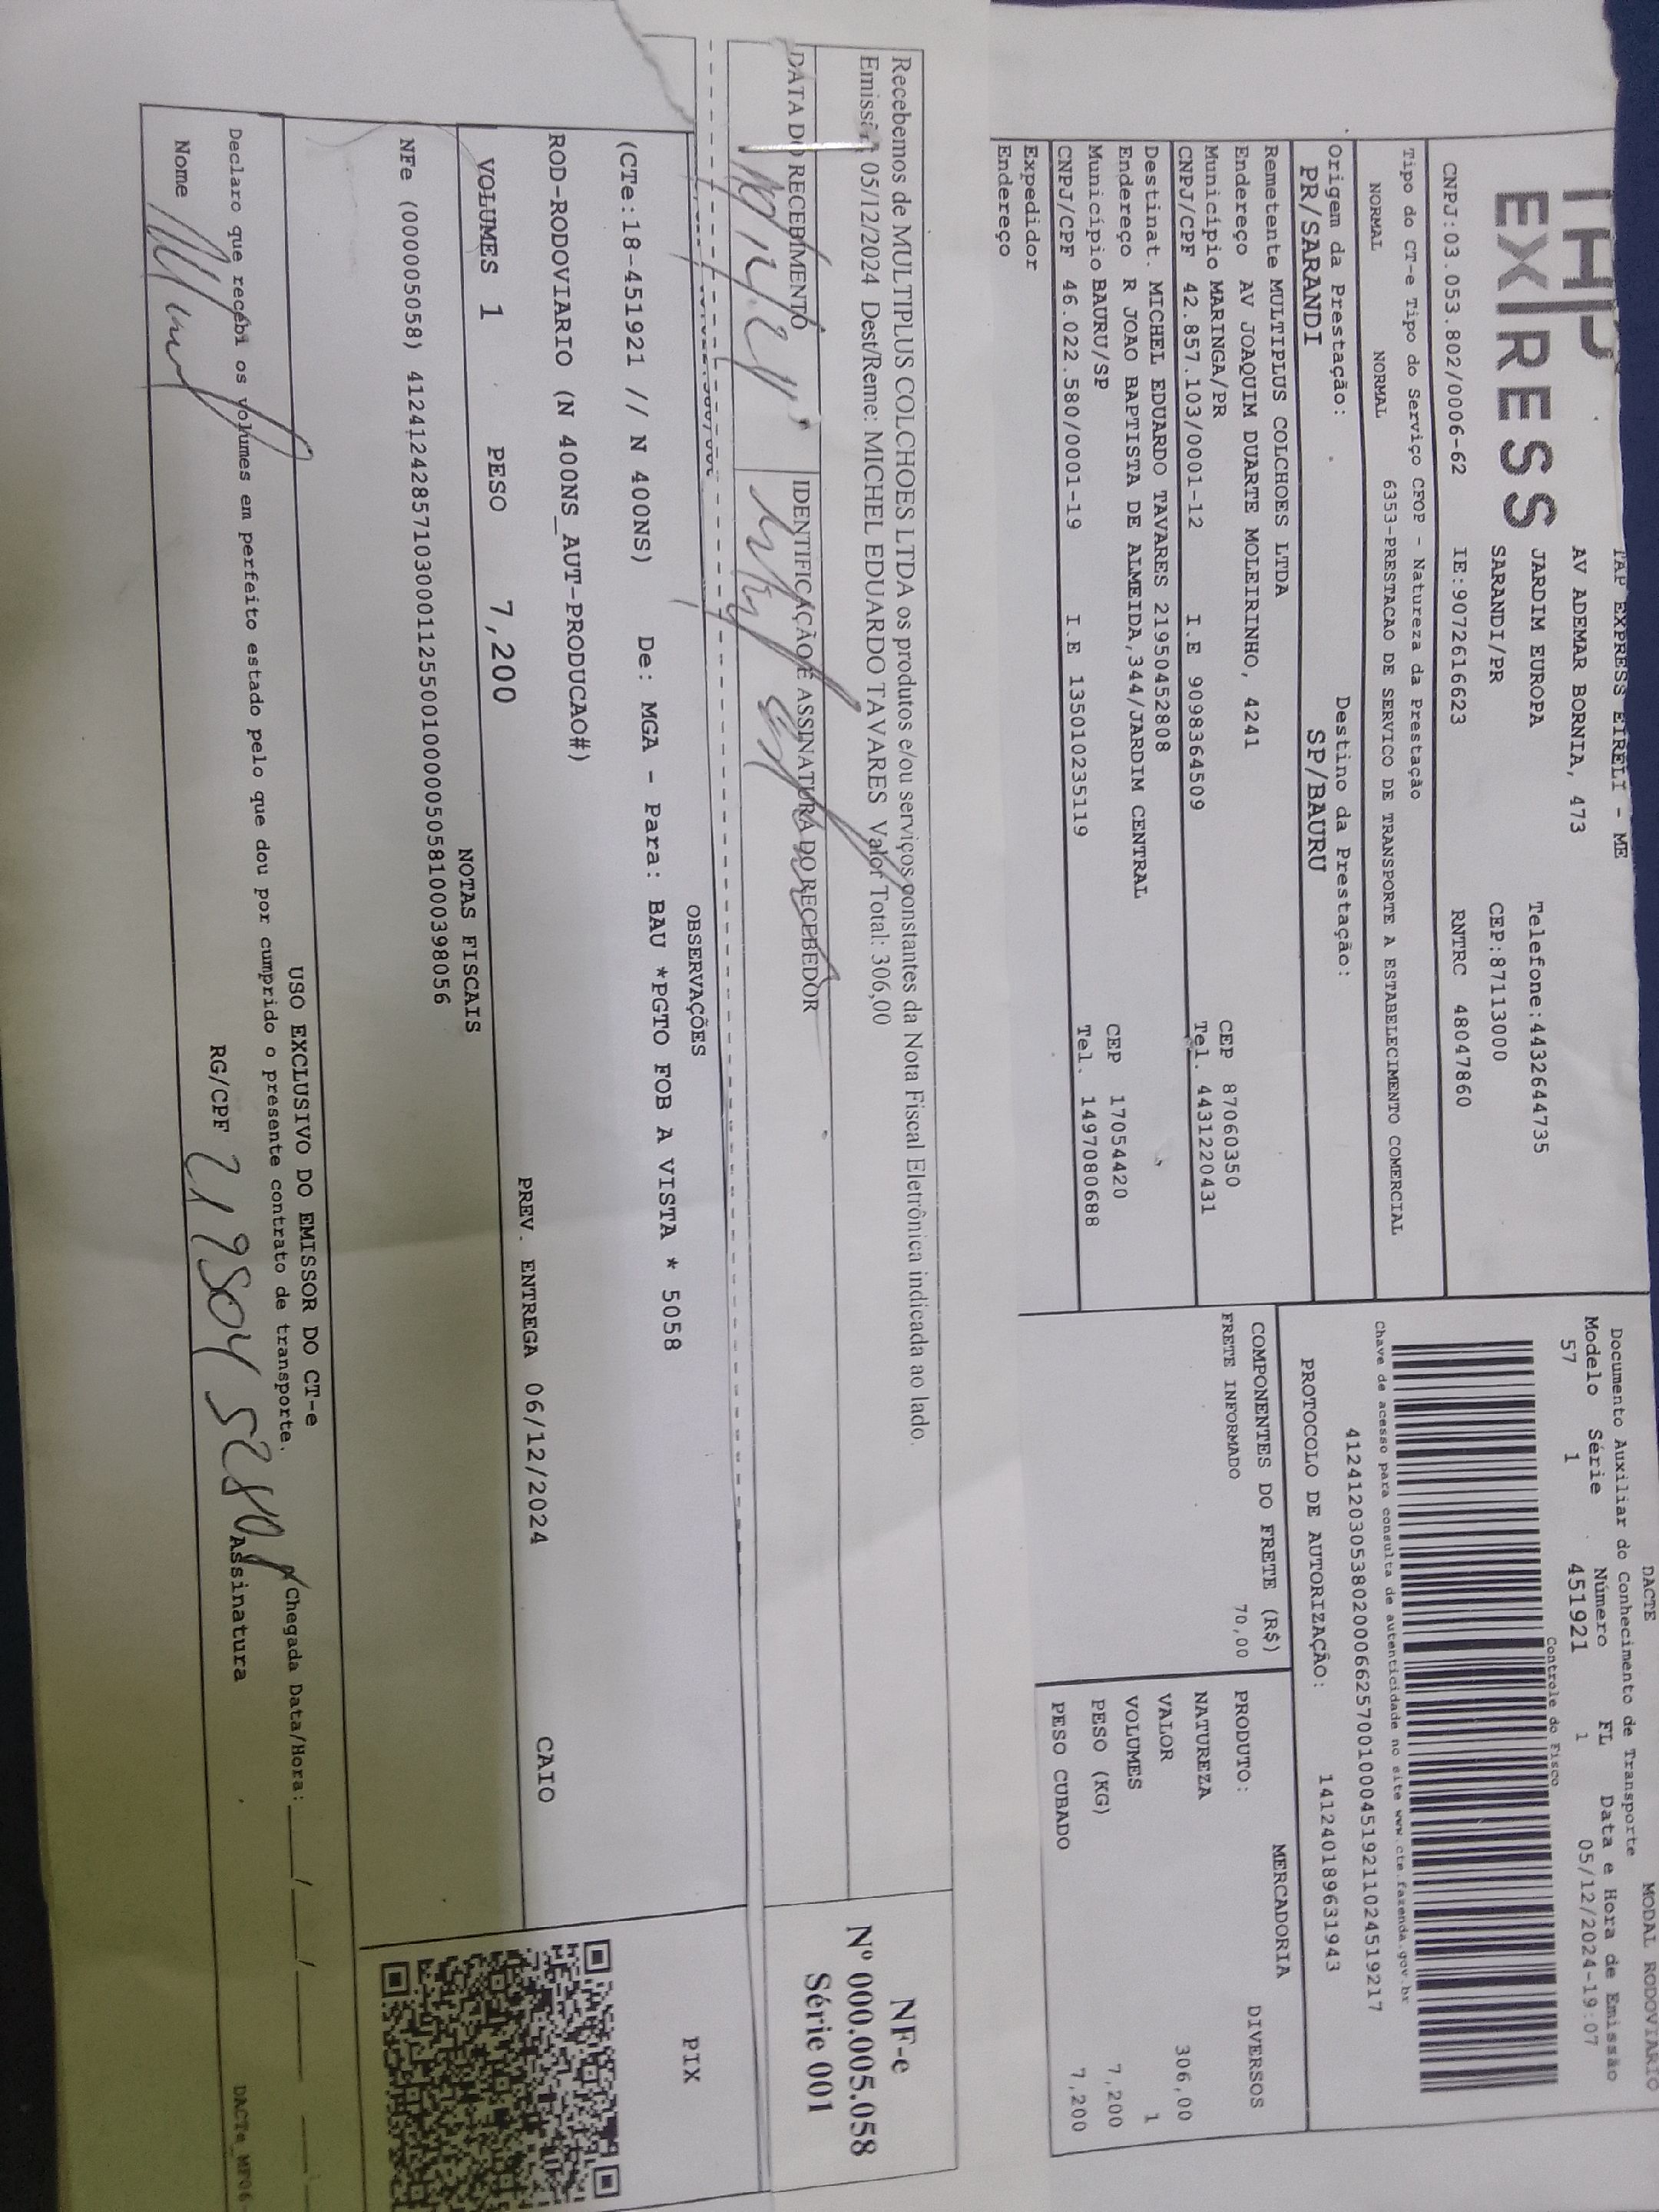 EXPRESS
TAP EXPRESS EIRELI - ME
AV ADEMAR BORNIA, 473
JARDIM EUROPA Telefone:4432644735
SARANDI/PR CEP:87113000
CNPJ:03.053.802/0006-62 IE:9072616623 RNTRC 48047860
DACTE MODAL RODOVIARIO
Documento Auxiliar do Conhecimento de Transporte
Modelo Série Número FL Data e Hora de Emissão
57 1 451921 1 05/12/2024-19:07
Controle do Fisco
Chave de acesso para consulta de autenticidade no site www.cte.fazenda.gov.br
41241203053802000662570010004519211024519217
PROTOCOLO DE AUTORIZAÇÃO: 141240189631943
Tipo do CT-e Tipo do Serviço CFOP - Natureza da Prestação
NORMAL NORMAL 6353-PRESTACAO DE SERVICO DE TRANSPORTE A ESTABELECIMENTO COMERCIAL
Origem da Prestação: Destino da Prestação:
PR/SARANDI SP/BAURU
Remetente MULTIPLUS COLCHOES LTDA
Endereço AV JOAQUIM DUARTE MOLEIRINHO, 4241
Município MARINGA/PR CEP 87060350
CNPJ/CPF 42.857.103/0001-12 I.E 9098364509 Tel. 4431220431
Destinat. MICHEL EDUARDO TAVARES 21950452808
Endereço R JOAO BAPTISTA DE ALMEIDA,344/JARDIM CENTRAL
Município BAURU/SP CEP 17054420
CNPJ/CPF 46.022.580/0001-19 I.E 135010235119 Tel. 1497080688
Expedidor
Endereço
COMPONENTES DO FRETE (R$)
FRETE INFORMADO 70,00
MERCADORIA
PRODUTO: DIVERSOS
NATUREZA
VALOR 306,00
VOLUMES 1
PESO (KG) 7,200
PESO CUBADO 7,200
Recebemos de MULTIPLUS COLCHOES LTDA os produtos e/ou serviços constantes da Nota Fiscal Eletrônica indicada ao lado.
Emissão 05/12/2024 Dest/Reme: MICHEL EDUARDO TAVARES Valor Total: 306,00
DATA DO RECEBIMENTO IDENTIFICAÇÃO E ASSINATURA DO RECEBEDOR
NF-e
Nº 000.005.058
Série 001
OBSERVAÇÕES
(CTe:18-451921 // N 400NS) De: MGA - Para: BAU *PGTO FOB A VISTA * 5058
ROD-RODOVIARIO (N 400NS_AUT-PRODUCAO#)
PIX
VOLUMES 1 PESO 7,200 PREV. ENTREGA 06/12/2024 CAIO
NOTAS FISCAIS
NFe (000005058) 41241242857103000112550010000050581000398056
USO EXCLUSIVO DO EMISSOR DO CT-e
Declaro que recebi os volumes em perfeito estado pelo que dou por cumprido o presente contrato de transporte. Chegada Data/Hora:___/___/___
Nome RG/CPF 21950452808 Assinatura
DACTe_MP06